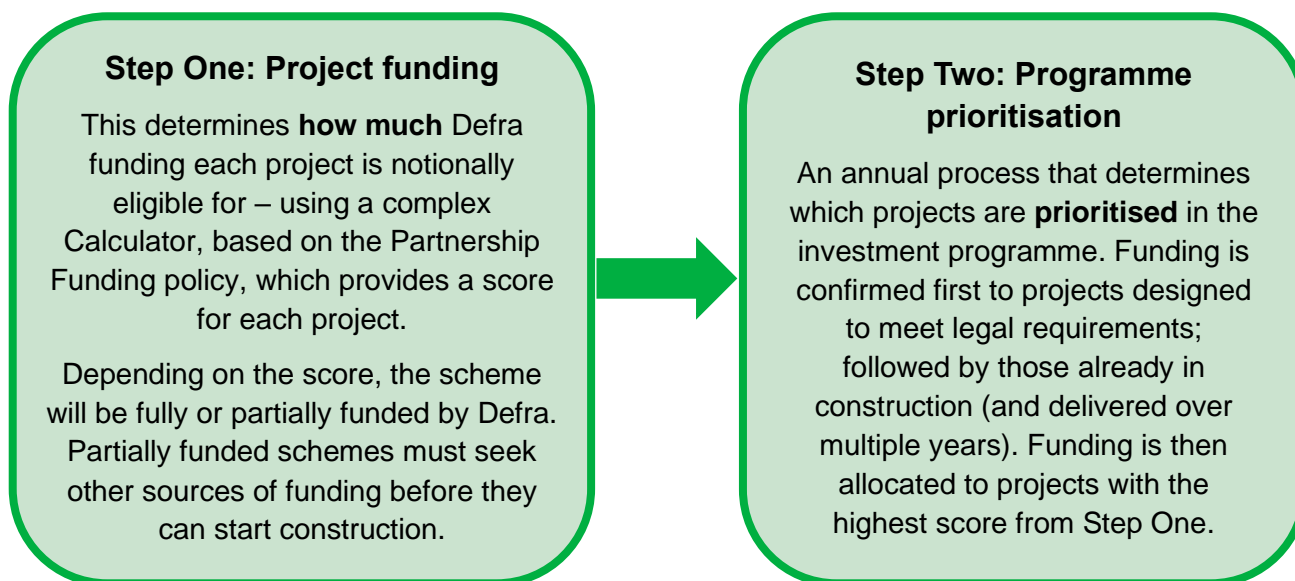 Step One: Project funding
This determines how much Defra
funding each project is notionally
eligible for – using a complex
Calculator, based on the Partnership
Funding policy, which provides a score
for each project.
Depending on the score, the scheme
will be fully or partially funded by Defra.
Partially funded schemes must seek
other sources of funding before they
can start construction.
Step Two: Programme
prioritisation
An annual process that determines
which projects are prioritised in the
investment programme. Funding is
confirmed first to projects designed
to meet legal requirements;
followed by those already in
construction (and delivered over
multiple years). Funding is then
allocated to projects with the
highest score from Step One.